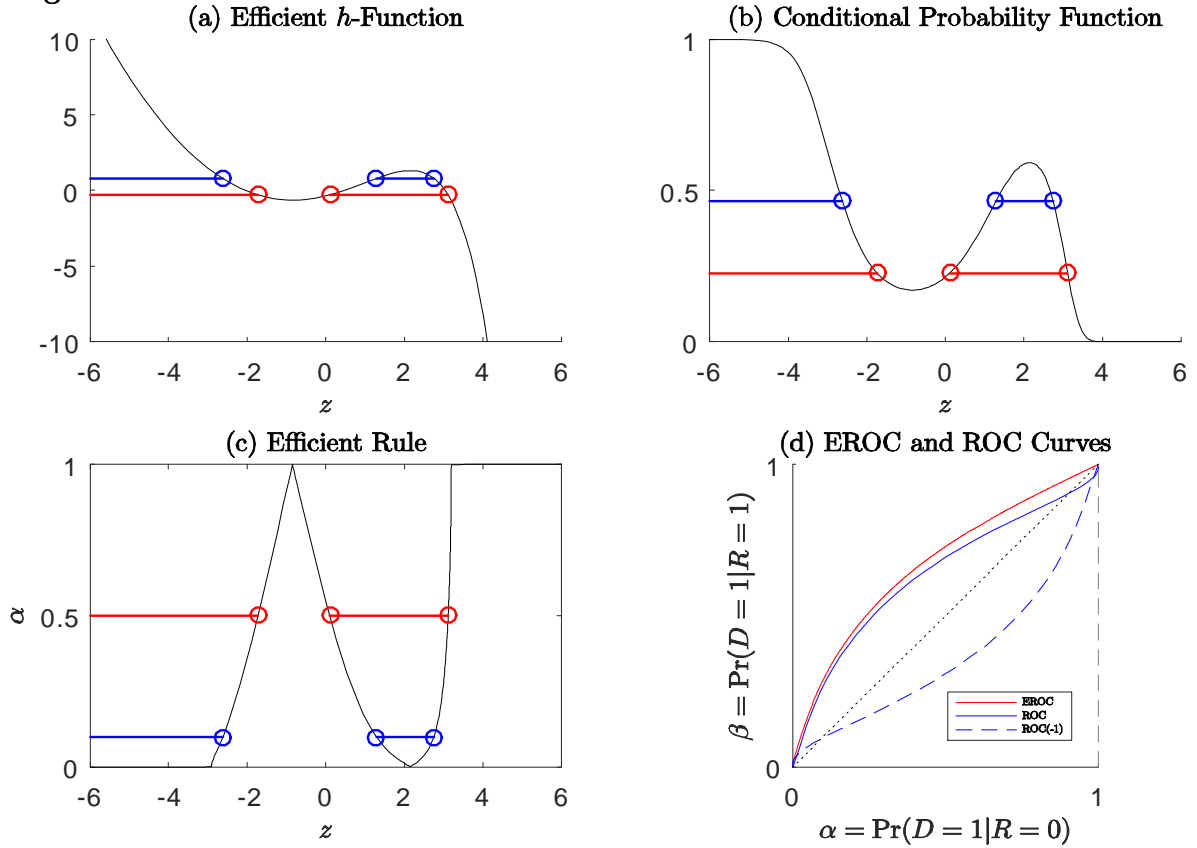 (a) Efficient h-Function
10
5
0
-5
-10
-6 -4 -2 0 2 4 6
z
(b) Conditional Probability Function
1
0.5
0
-6 -4 -2 0 2 4 6
z
(c) Efficient Rule
1
0.5
0
α
-6 -4 -2 0 2 4 6
z
(d) EROC and ROC Curves
1
0
β = Pr(D = 1|R = 1)
EROC
ROC
ROC(-1)
0 1
α = Pr(D = 1|R = 0)